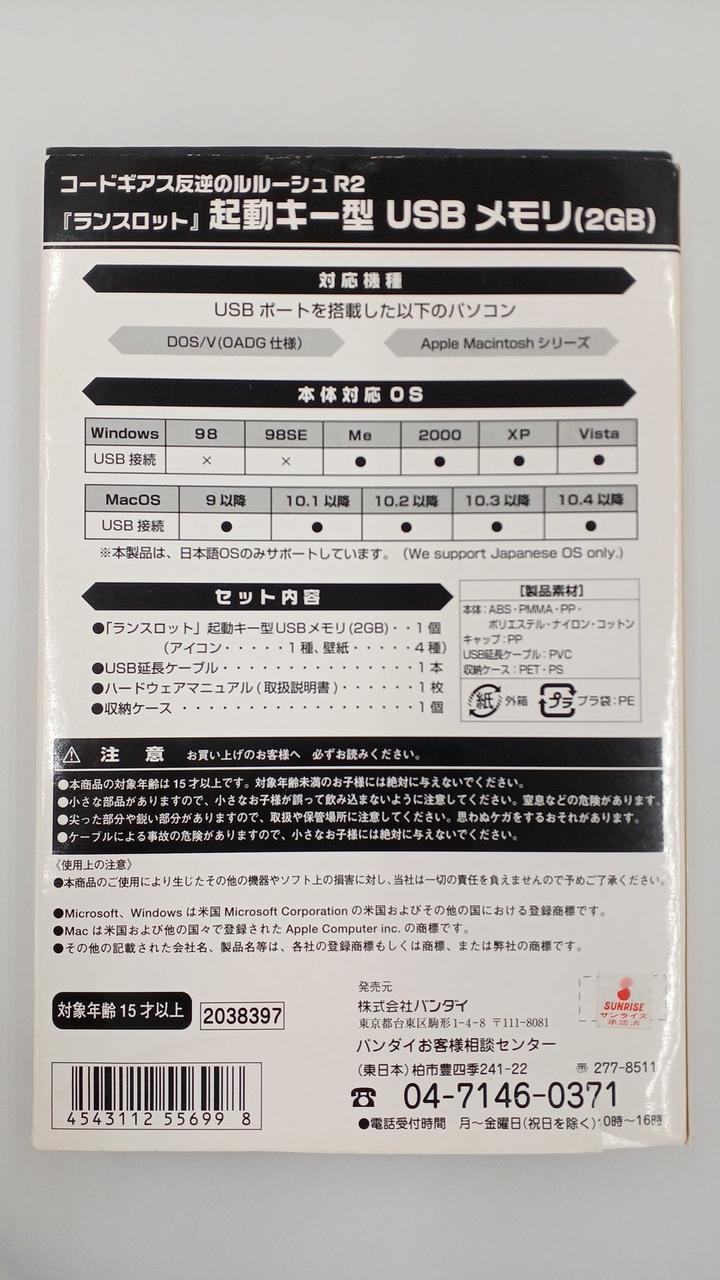 コードギアス反逆のルルーシュ R2
『ランスロット』起動キー型 USB メモリ(2GB)
対応機種
USB ポートを搭載した以下のパソコン
DOS/V(OADG 仕様)
Apple Macintosh シリーズ
本体対応OS
Windows 98 98SE Me 2000 XP Vista
USB 接続 × × ● ● ● ●
MacOS 9 以降 10.1 以降 10.2 以降 10.3 以降 10.4 以降
USB 接続 ● ● ● ● ●
※本製品は、日本語OSのみサポートしています。(We support Japanese OS only.)
セット内容
●「ランスロット」起動キー型USBメモリ(2GB)・・1個
(アイコン・・・・・1種、壁紙・・・・・4種)
●USB延長ケーブル・・・・・・・・・・・・・・・1本
●ハードウェアマニュアル(取扱説明書)・・・・・・1枚
●収納ケース ・・・・・・・・・・・・・・・・・1個
[製品素材]
本体:ABS・PMMA・PP・
ポリエステル・ナイロン・コットン
キャップ:PP
USB延長ケーブル:PVC
収納ケース:PET・PS
紙 外箱 プラ プラ袋:PE
注意 お買い上げのお客様へ 必ずお読みください。
●本商品の対象年齢は15才以上です。対象年齢未満のお子様には絶対に与えないでください。
●小さな部品がありますので、小さなお子様が誤って飲み込まないように注意してください。窒息などの危険があります。
●尖った部分や鋭い部分がありますので、取扱や保管場所に注意してください。思わぬケガをするおそれがあります。
●ケーブルによる事故の危険がありますので、小さなお子様には絶対に与えないでください。
《使用上の注意》
●本商品のご使用により生じたその他の機器やソフト上の損害に対し、当社は一切の責任を負えませんので予めご了承ください。
●Microsoft、Windows は米国 Microsoft Corporation の米国およびその他の国における登録商標です。
●Mac は米国および他の国々で登録された Apple Computer inc. の商標です。
●その他の記載された会社名、製品名等は、各社の登録商標もしくは商標、または弊社の商標です。
対象年齢 15 才以上
2038397
発売元
株式会社バンダイ
東京都台東区駒形1-4-8 〒111-8081
バンダイお客様相談センター
(東日本)柏市豊四季241-22 〠 277-8511
☎ 04-7146-0371
●電話受付時間 月~金曜日(祝日を除く)10時~16時
SUNRISE
サンライズ
承認済
4543112 55699 8